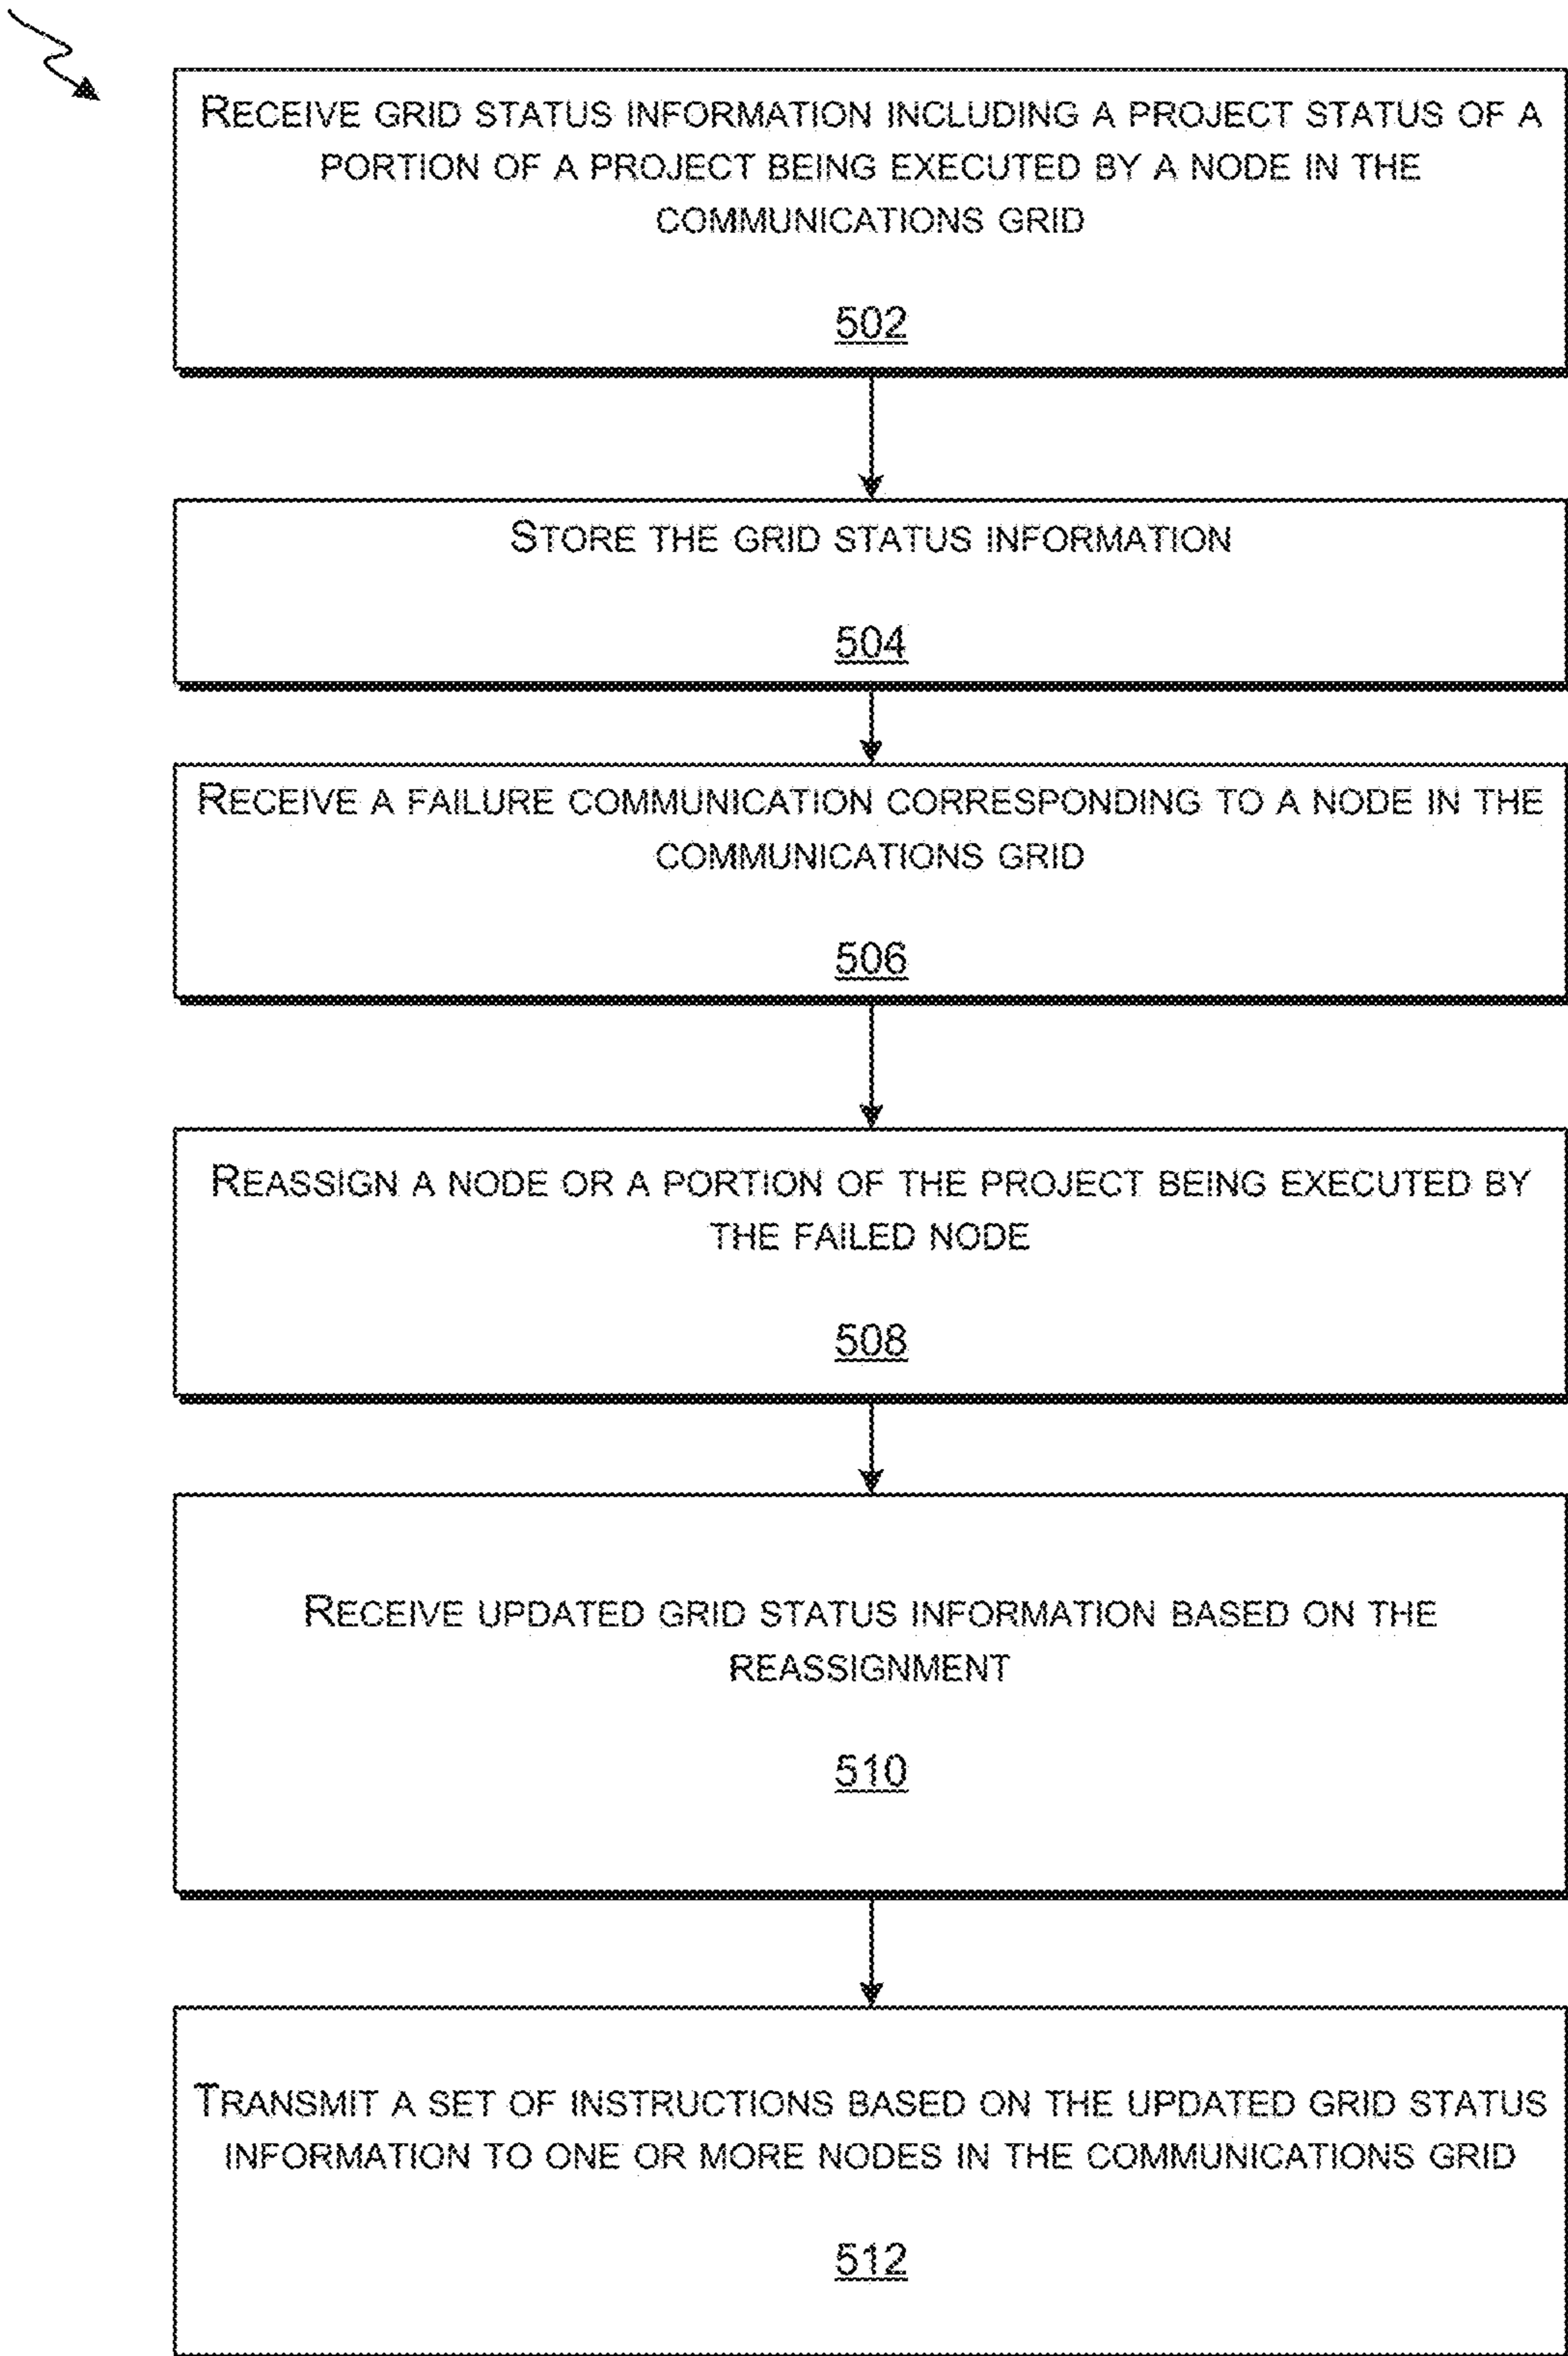 RECEIVE GRID STATUS INFORMATION INCLUDING A PROJECT STATUS OF A
PORTION OF A PROJECT BEING EXECUTED BY A NODE IN THE
COMMUNICATIONS GRID
502
STORE THE GRID STATUS INFORMATION
504
RECEIVE A FAILURE COMMUNICATION CORRESPONDING TO A NODE IN THE
COMMUNICATIONS GRID
506
REASSIGN A NODE OR A PORTION OF THE PROJECT BEING EXECUTED BY
THE FAILED NODE
508
RECEIVE UPDATED GRID STATUS INFORMATION BASED ON THE
REASSIGNMENT
510
TRANSMIT A SET OF INSTRUCTIONS BASED ON THE UPDATED GRID STATUS
INFORMATION TO ONE OR MORE NODES IN THE COMMUNICATIONS GRID
512